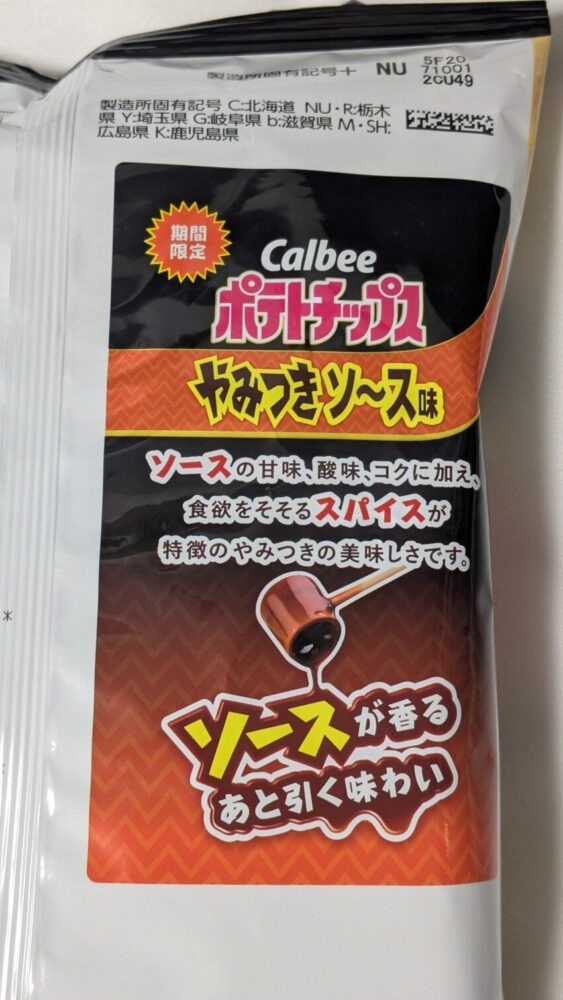 製造所固有記号+ NU
5F20
71001
2CU49
製造所固有記号 C:北海道 NU・R:栃木
県 Y:埼玉県 G:岐阜県 b:滋賀県 M・SH:
広島県 K:鹿児島県
期間
限定
Calbee
ポテトチップス
やみつきソ〜ス味
ソースの甘味、酸味、コクに加え、
食欲をそそるスパイスが
特徴のやみつきの美味しさです。
ソースが香る
あと引く味わい